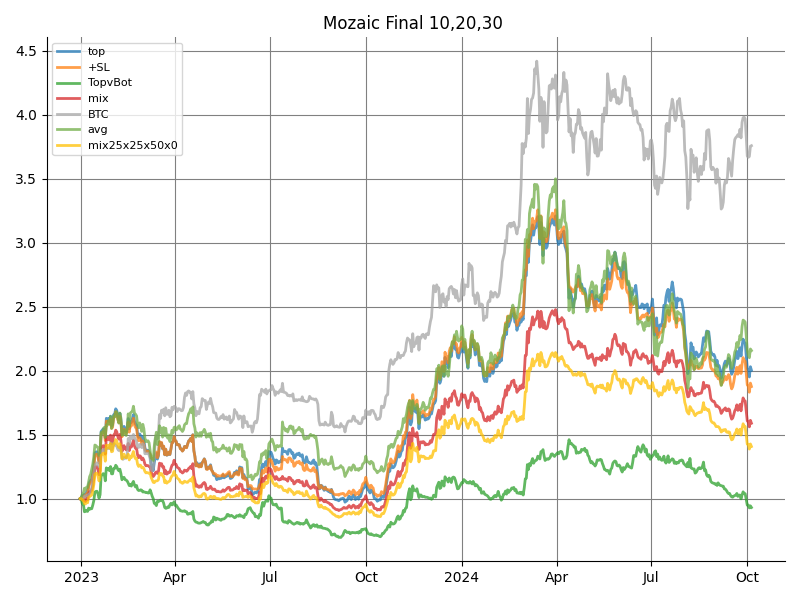 Mozaic Final 10,20,30
4.5
4.0
3.5
3.0
2.5
2.0
1.5
1.0
top
+SL
TopvBot
mix
BTC
avg
mix25x25x50x0
2023
Apr
Jul
Oct
2024
Apr
Jul
Oct